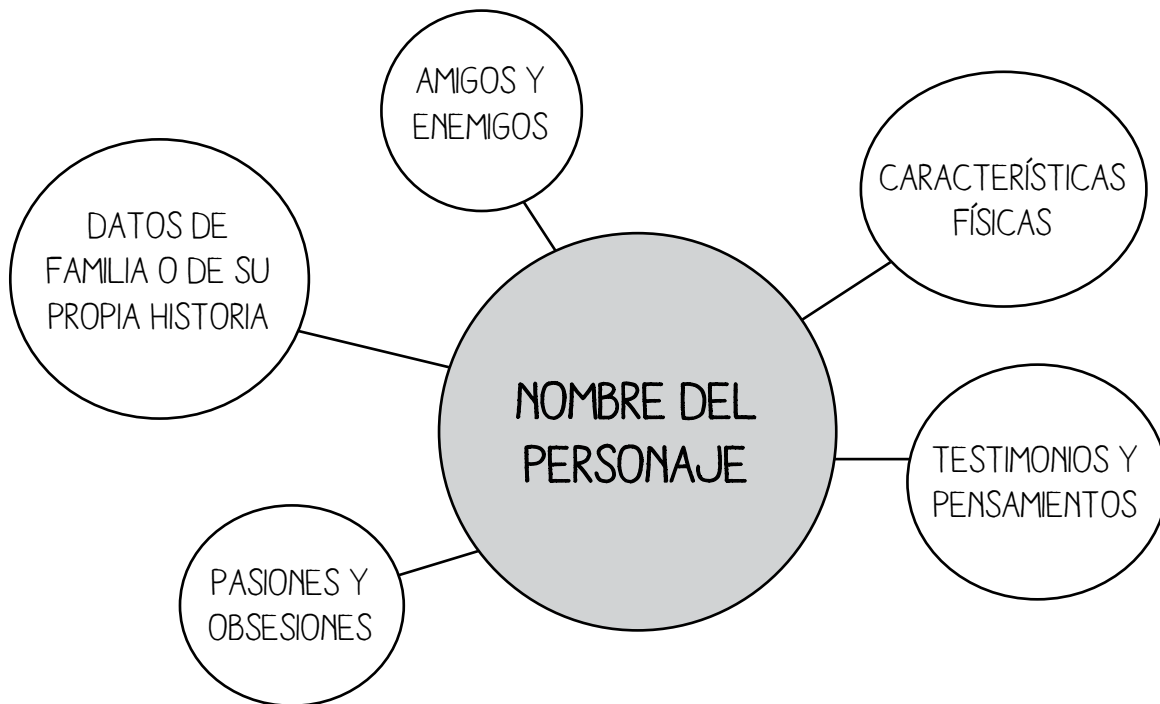 AMIGOS Y
ENEMIGOS
CARACTERÍSTICAS
FÍSICAS
DATOS DE
FAMILIA O DE SU
PROPIA HISTORIA
NOMBRE DEL
PERSONAJE
TESTIMONIOS Y
PENSAMIENTOS
PASIONES Y
OBSESIONES